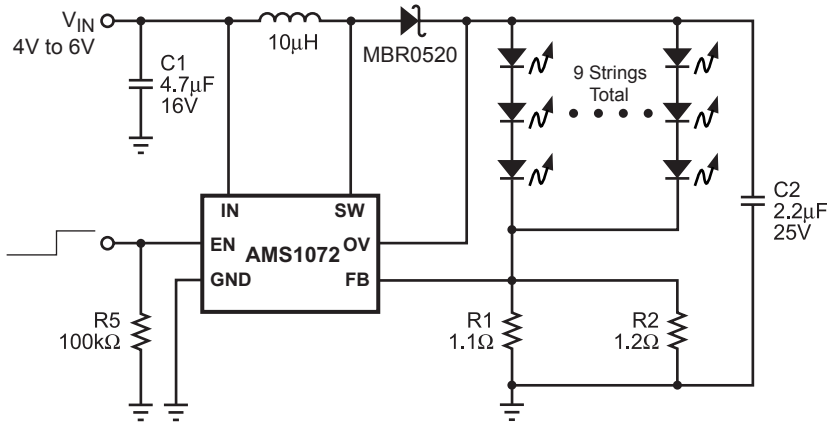 VIN
4V to 6V
C1
4.7μF
16V
10μH
MBR0520
9 Strings
Total
C2
2.2μF
25V
IN
SW
EN
AMS1072
OV
GND
FB
R5
100kΩ
R1
1.1Ω
R2
1.2Ω